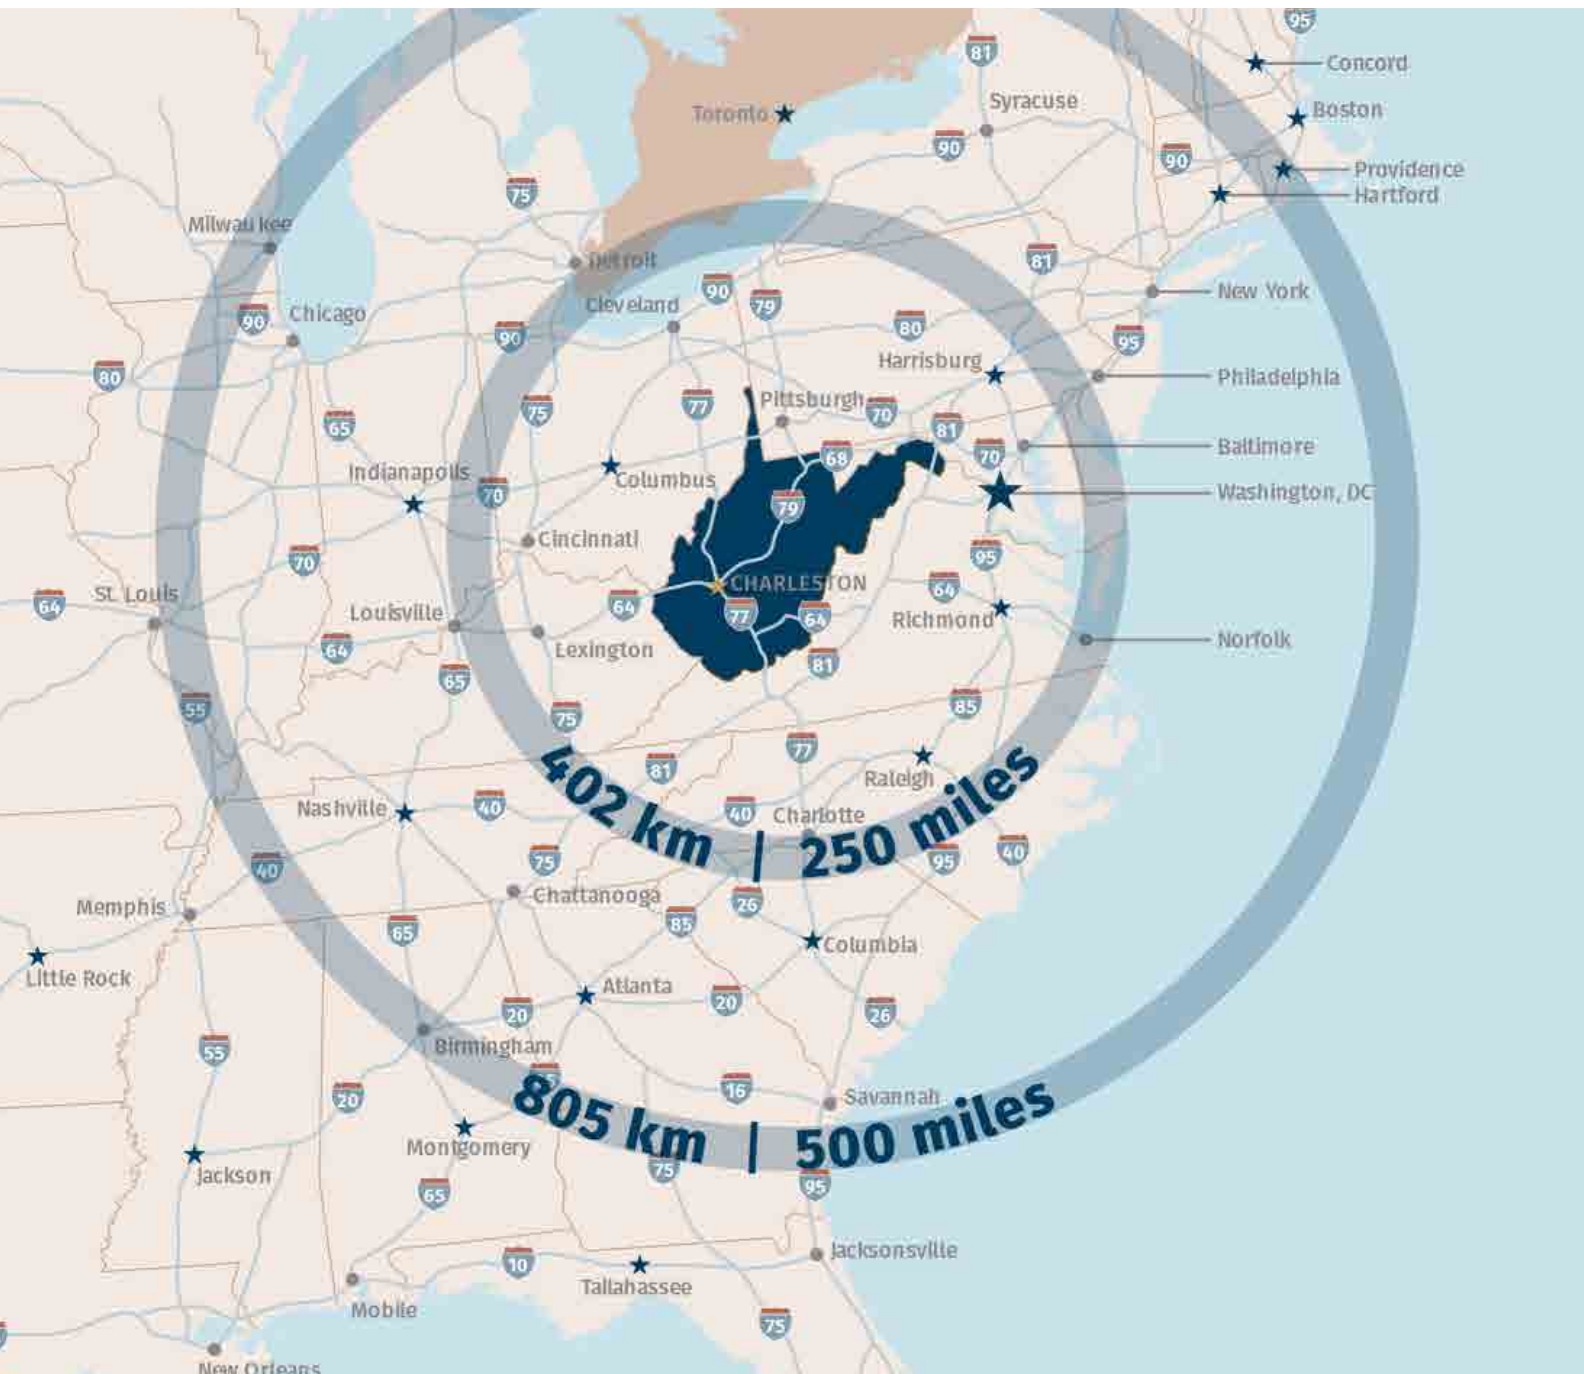 95
81
Concord
Syracuse
Boston
Toronto
90
90
Providence
75
Hartford
Milwaukee
Detroit
81
90
79
New York
Cleveland
90
Chicago
80
90
95
Harrisburg
80
Philadelphia
77
Pittsburgh
70
75
65
81
68
70
Baltimore
Indianapolis
Columbus
70
79
Washington, DC
Cincinnati
95
70
CHARLESTON
64
St. Louis
64
64
77
64
Louisville
Richmond
Norfolk
64
Lexington
81
65
55
75
85
77
81
Raleigh
Nashville
40
40
Charlotte
402 km | 250 miles
75
95
40
40
Chattanooga
26
Memphis
65
85
Columbia
Little Rock
Atlanta
20
20
26
Birmingham
55
20
16
Savannah
805 km | 500 miles
Montgomery
75
Jackson
65
95
Jacksonsville
10
Tallahassee
Mobile
75
New Orleans